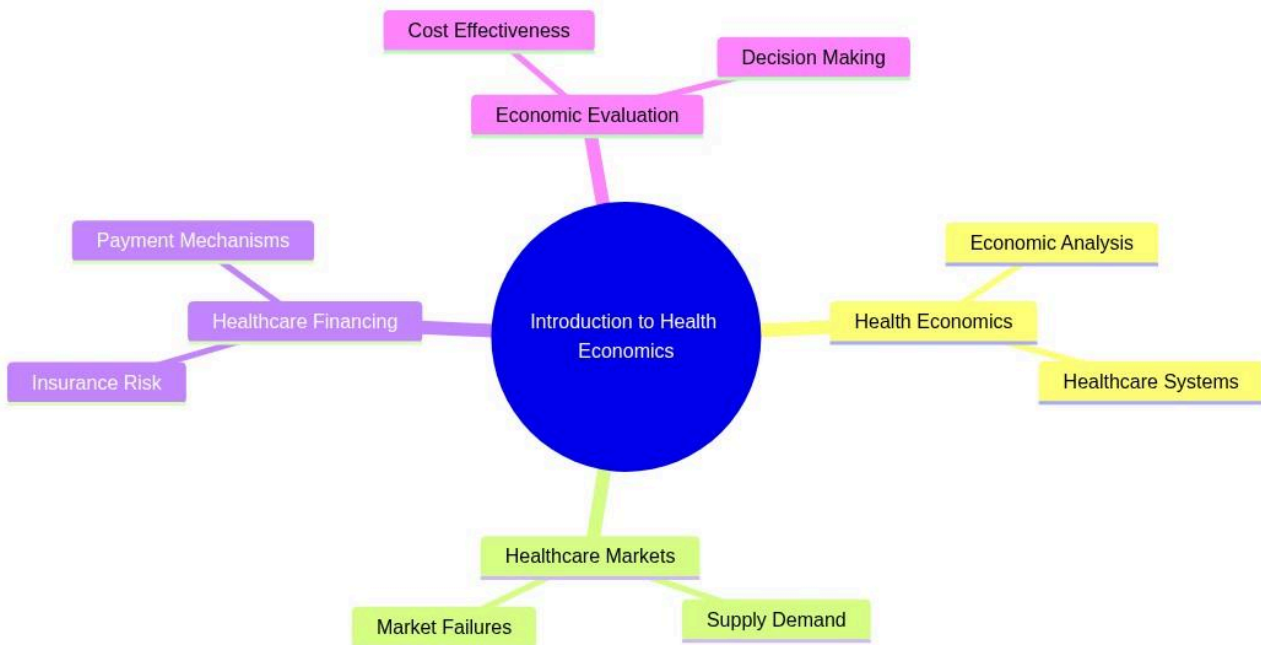 Cost Effectiveness
Decision Making
Economic Evaluation
Payment Mechanisms
Economic Analysis
Healthcare Financing
Introduction to Health
Economics
Health Economics
Insurance Risk
Healthcare Systems
Healthcare Markets
Market Failures
Supply Demand